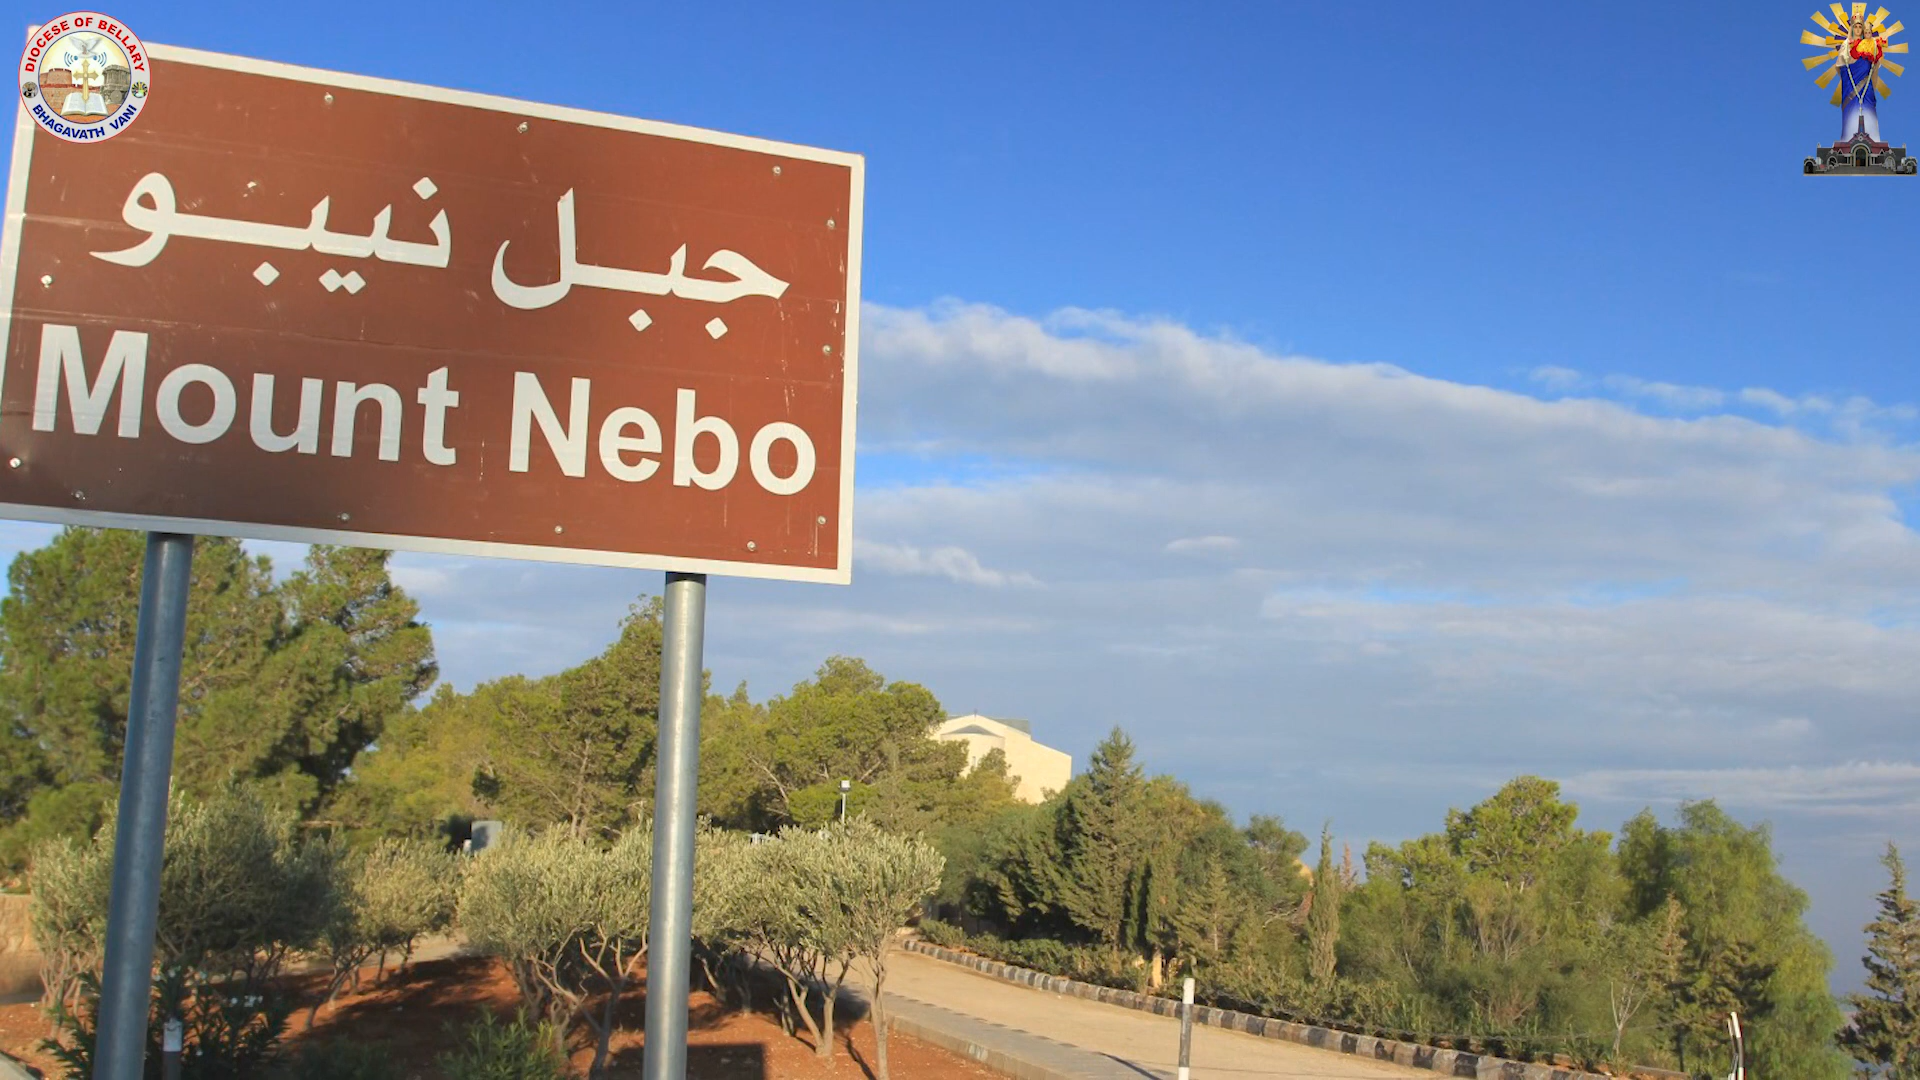 DIOCESE OF BELLARY
BHAGAVATH VANI
جبل نيبو
Mount Nebo